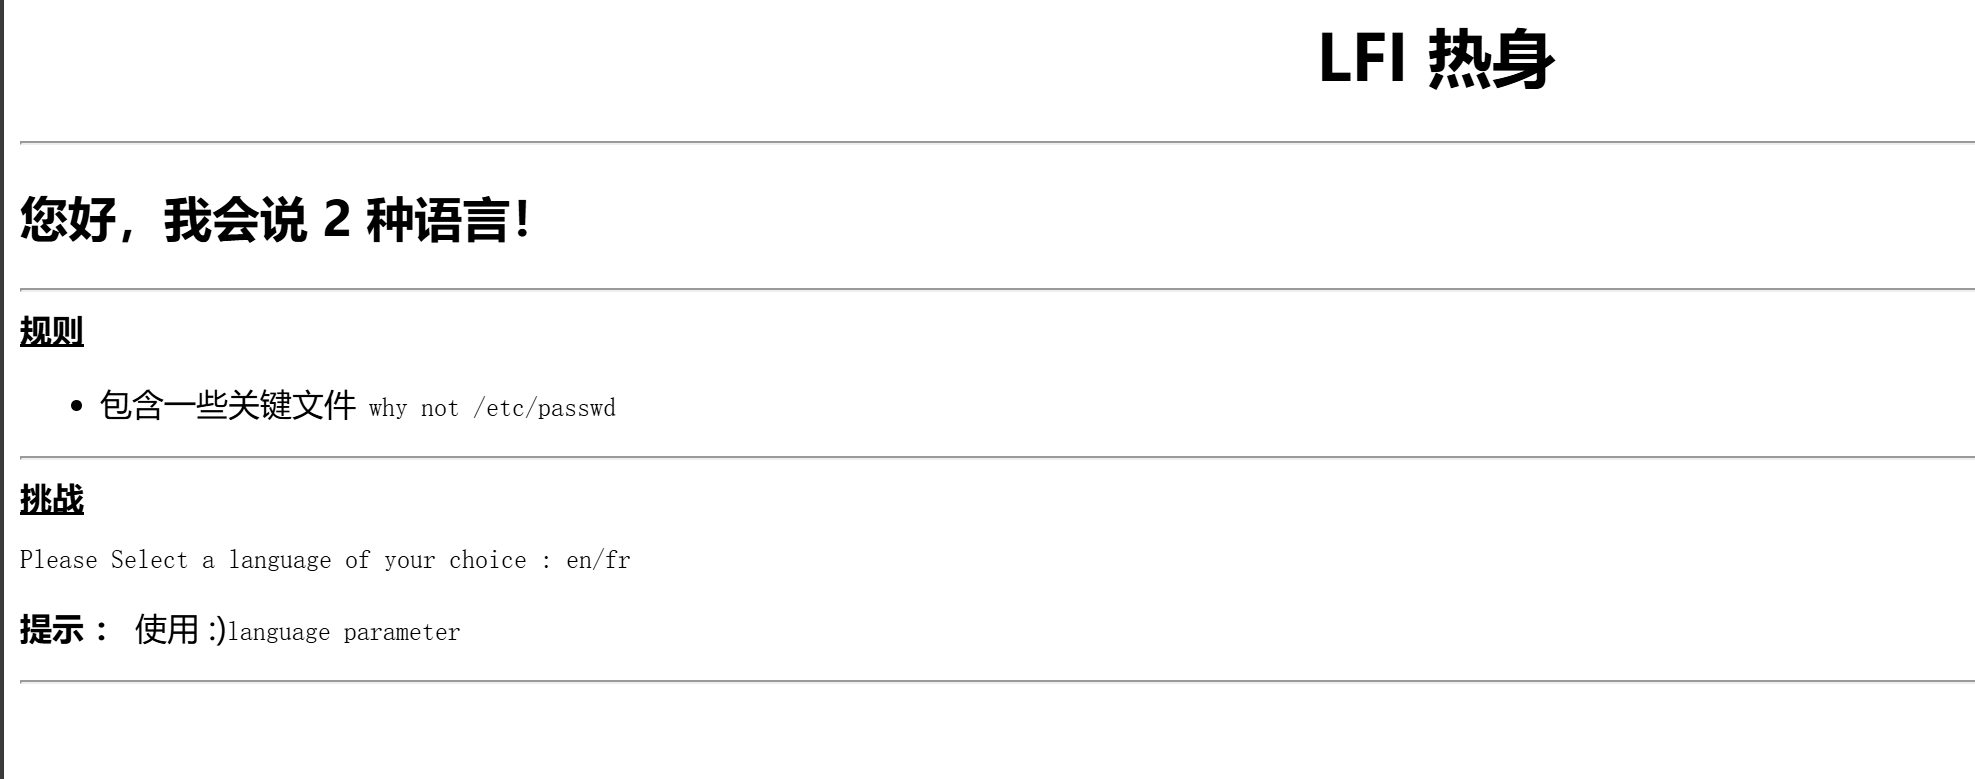 LFI 热身
您好，我会说 2 种语言！
规则
• 包含一些关键文件 why not /etc/passwd
挑战
Please Select a language of your choice : en/fr
提示： 使用 :)language parameter